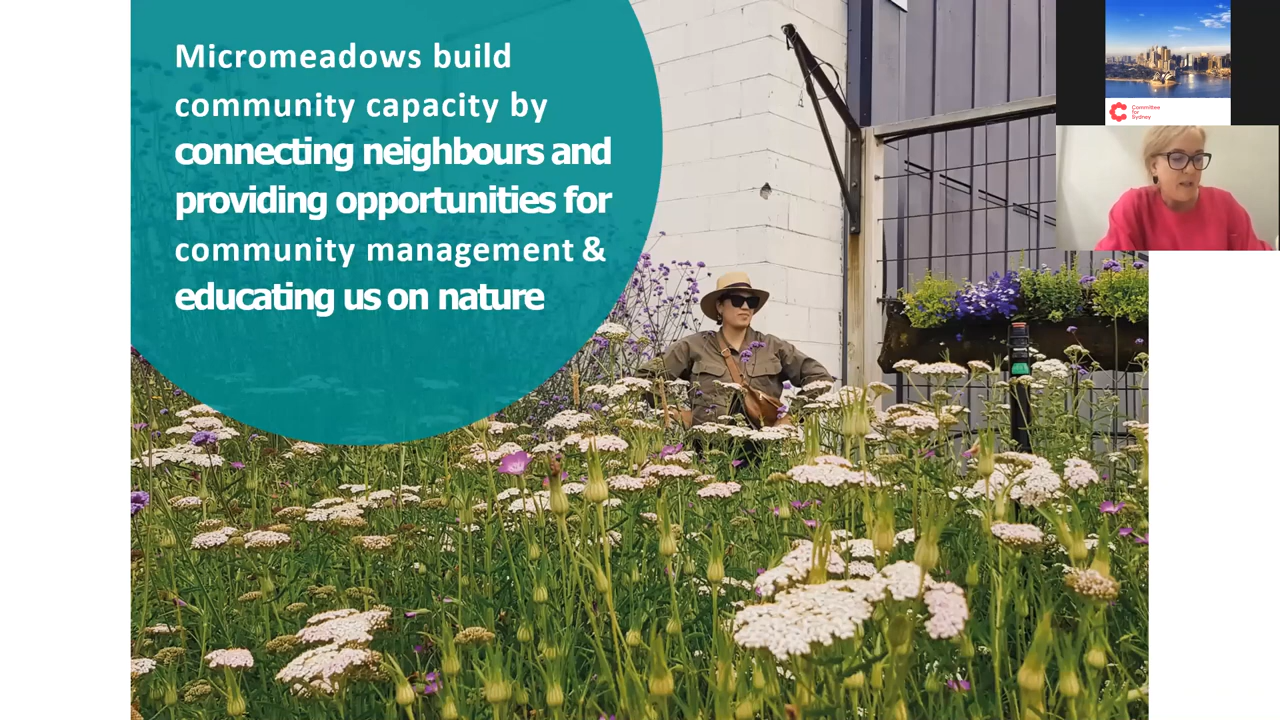 Micromeadows build
community capacity by
connecting neighbours and
providing opportunities for
community management &
educating us on nature
Committee
for
Sydney